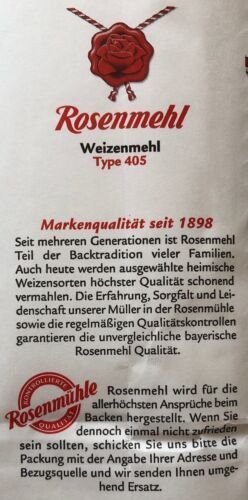 Rosenmehl
Weizenmehl
Type 405
Markenqualität seit 1898
Seit mehreren Generationen ist Rosenmehl
Teil der Backtradition vieler Familien.
Auch heute werden ausgewählte heimische
Weizensorten höchster Qualität schonend
vermahlen. Die Erfahrung, Sorgfalt und Lei-
denschaft unserer Müller in der Rosenmühle
sowie die regelmäßigen Qualitätskontrollen
garantieren die unvergleichliche bayerische
Rosenmehl Qualität.
KONTROLLIERTE
Rosenmühle
QUALITÄT
Rosenmehl wird für die
allerhöchsten Ansprüche beim
Backen hergestellt. Wenn Sie
dennoch einmal nicht zufrieden
sein sollten, schicken Sie uns bitte die
Packung mit der Angabe Ihrer Adresse und
Bezugsquelle und wir senden Ihnen umge-
hend Ersatz.